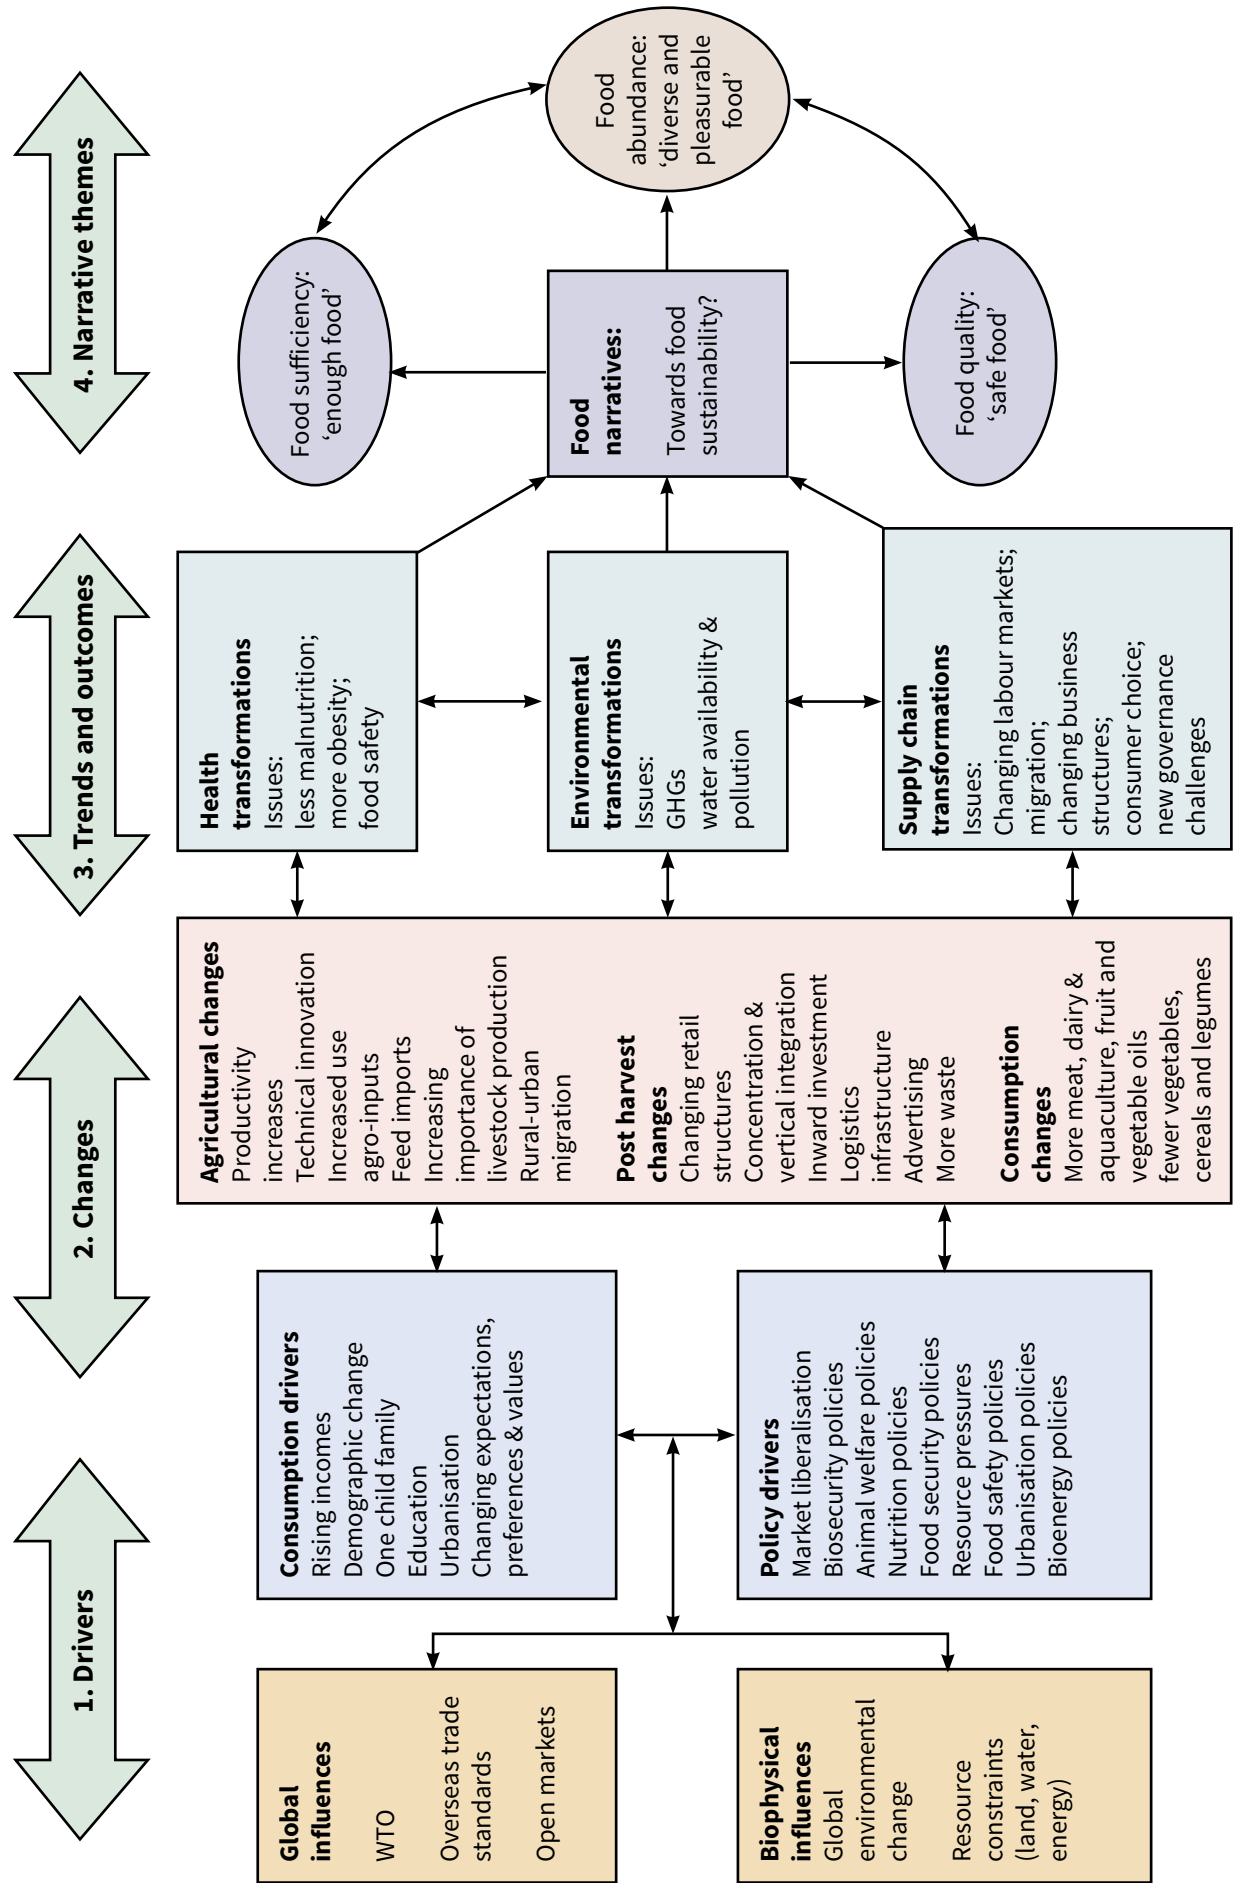 1. Drivers
2. Changes
3. Trends and outcomes
4. Narrative themes
Global
influences
WTO
Overseas trade
standards
Open markets
Biophysical
influences
Global
environmental
change
Resource
constraints
(land, water,
energy)
Consumption drivers
Rising incomes
Demographic change
One child family
Education
Urbanisation
Changing expectations,
preferences & values
Policy drivers
Market liberalisation
Biosecurity policies
Animal welfare policies
Nutrition policies
Food security policies
Resource pressures
Food safety policies
Urbanisation policies
Bioenergy policies
Agricultural changes
Productivity
increases
Technical innovation
Increased use
agro-inputs
Feed imports
Increasing
importance of
livestock production
Rural-urban
migration
Post harvest
changes
Changing retail
structures
Concentration &
vertical integration
Inward investment
Logistics
infrastructure
Advertising
More waste
Consumption
changes
More meat, dairy &
aquaculture, fruit and
vegetable oils
fewer vegetables,
cereals and legumes
Health
transformations
Issues:
less malnutrition;
more obesity;
food safety
Environmental
transformations
Issues:
GHGs
water availability &
pollution
Supply chain
transformations
Issues:
Changing labour markets;
migration;
changing business
structures;
consumer choice;
new governance
challenges
Food
narratives:
Towards food
sustainability?
Food sufficiency:
‘enough food’
Food
abundance:
‘diverse and
pleasurable
food’
Food quality:
‘safe food’